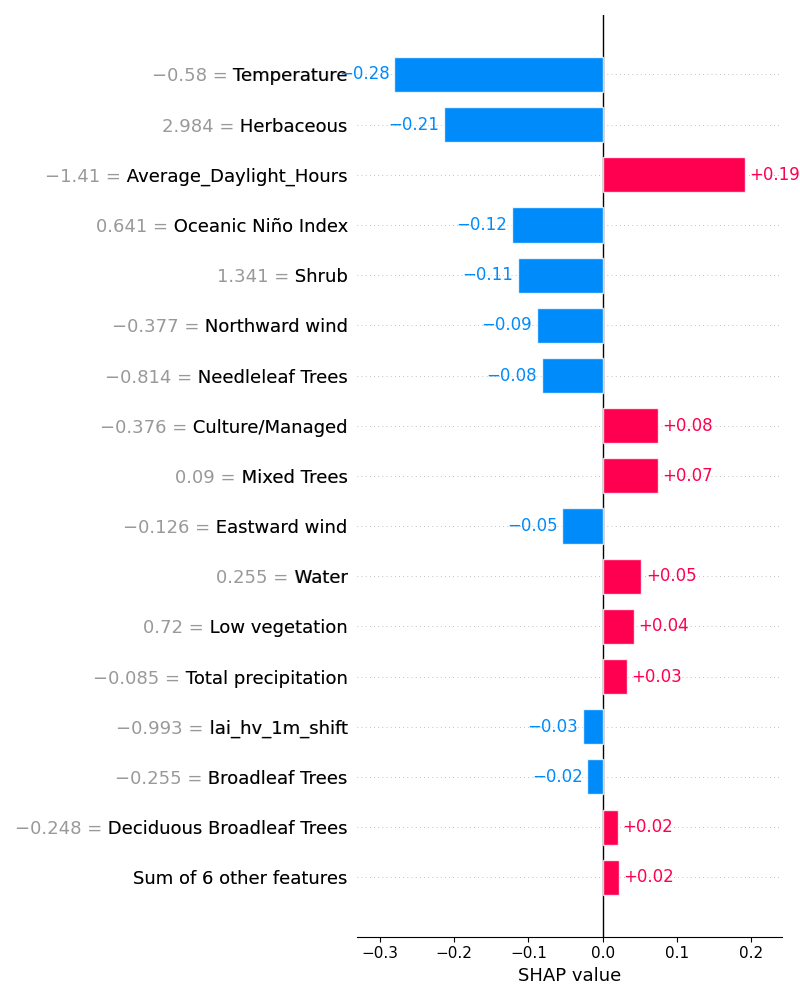 −0.58 = Temperature −0.28
2.984 = Herbaceous −0.21
−1.41 = Average_Daylight_Hours +0.19
0.641 = Oceanic Niño Index −0.12
1.341 = Shrub −0.11
−0.377 = Northward wind −0.09
−0.814 = Needleleaf Trees −0.08
−0.376 = Culture/Managed +0.08
0.09 = Mixed Trees +0.07
−0.126 = Eastward wind −0.05
0.255 = Water +0.05
0.72 = Low vegetation +0.04
−0.085 = Total precipitation +0.03
−0.993 = lai_hv_1m_shift −0.03
−0.255 = Broadleaf Trees −0.02
−0.248 = Deciduous Broadleaf Trees +0.02
Sum of 6 other features +0.02
−0.3 −0.2 −0.1 0.0 0.1 0.2
SHAP value